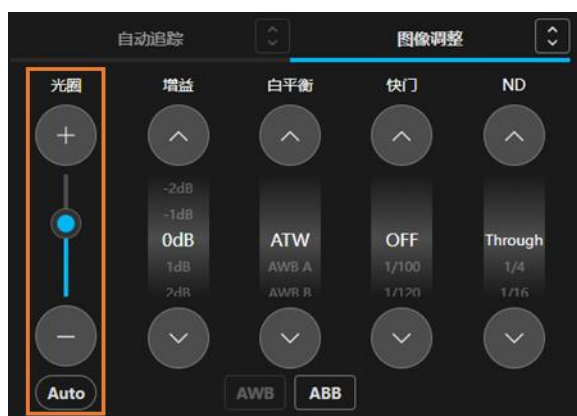 自动追踪 图像调整
光圈 增益 白平衡 快门 ND
-2dB
-1dB
0dB ATW OFF Through
1dB AWB A 1/100 1/4
2dB AWB B 1/120 1/16
Auto AWB ABB